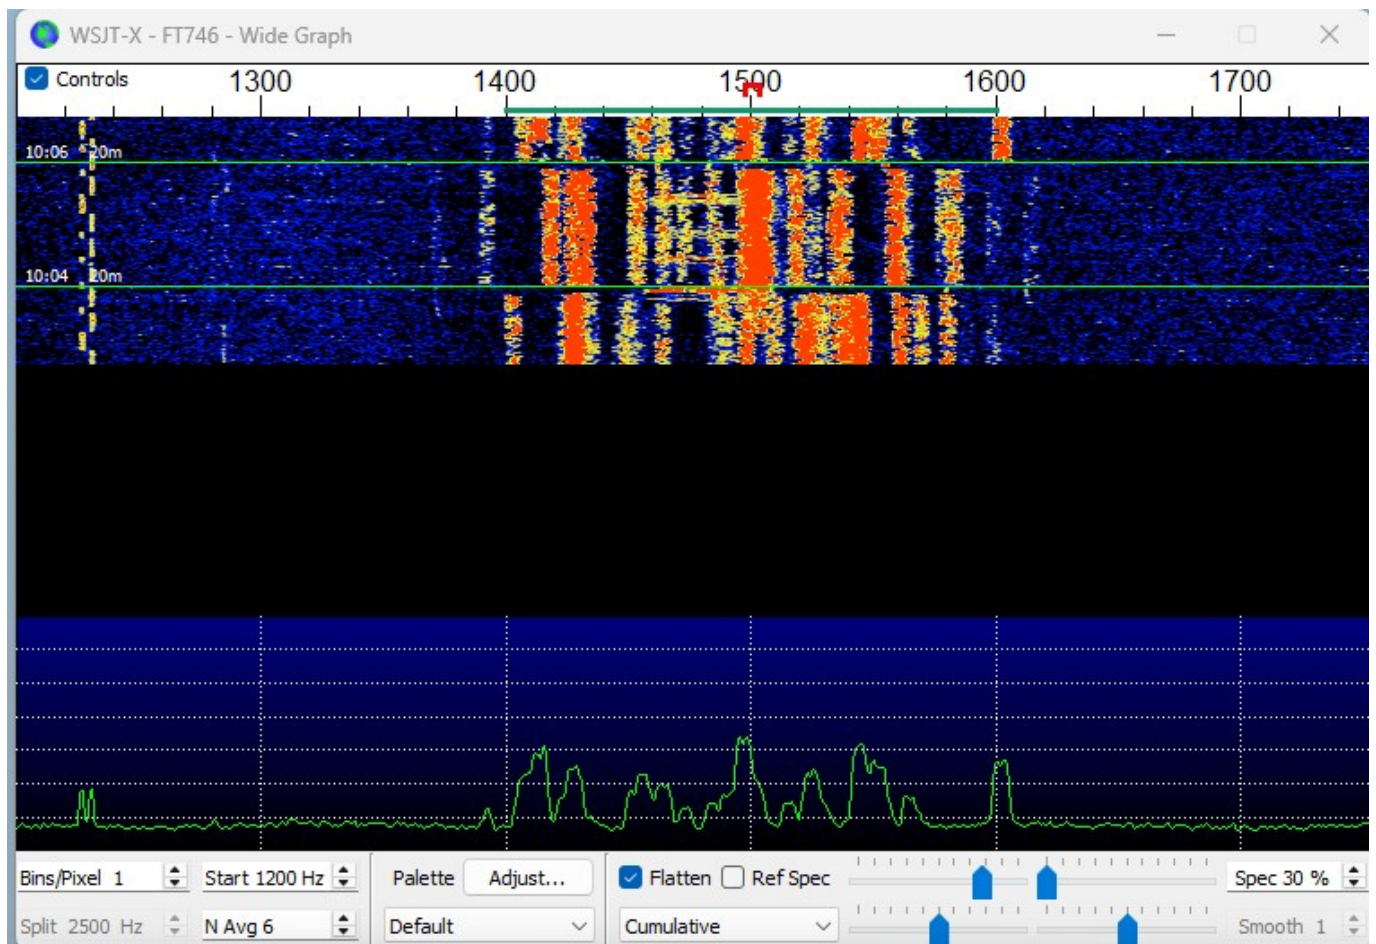 WSJT-X - FT746 - Wide Graph
Controls 1300 1400 1500 1600 1700
10:06 20m
10:04 20m
Bins/Pixel 1 Start 1200 Hz Palette Adjust... Flatten Ref Spec Spec 30 %
Split 2500 Hz N Avg 6 Default Cumulative Smooth 1